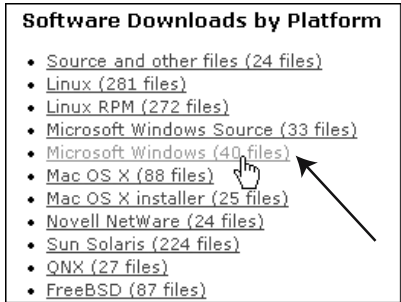 Software Downloads by Platform
Source and other files (24 files)
Linux (281 files)
Linux RPM (272 files)
Microsoft Windows Source (33 files)
Microsoft Windows (40 files)
Mac OS X (88 files)
Mac OS X installer (25 files)
Novell NetWare (24 files)
Sun Solaris (224 files)
QNX (27 files)
FreeBSD (87 files)